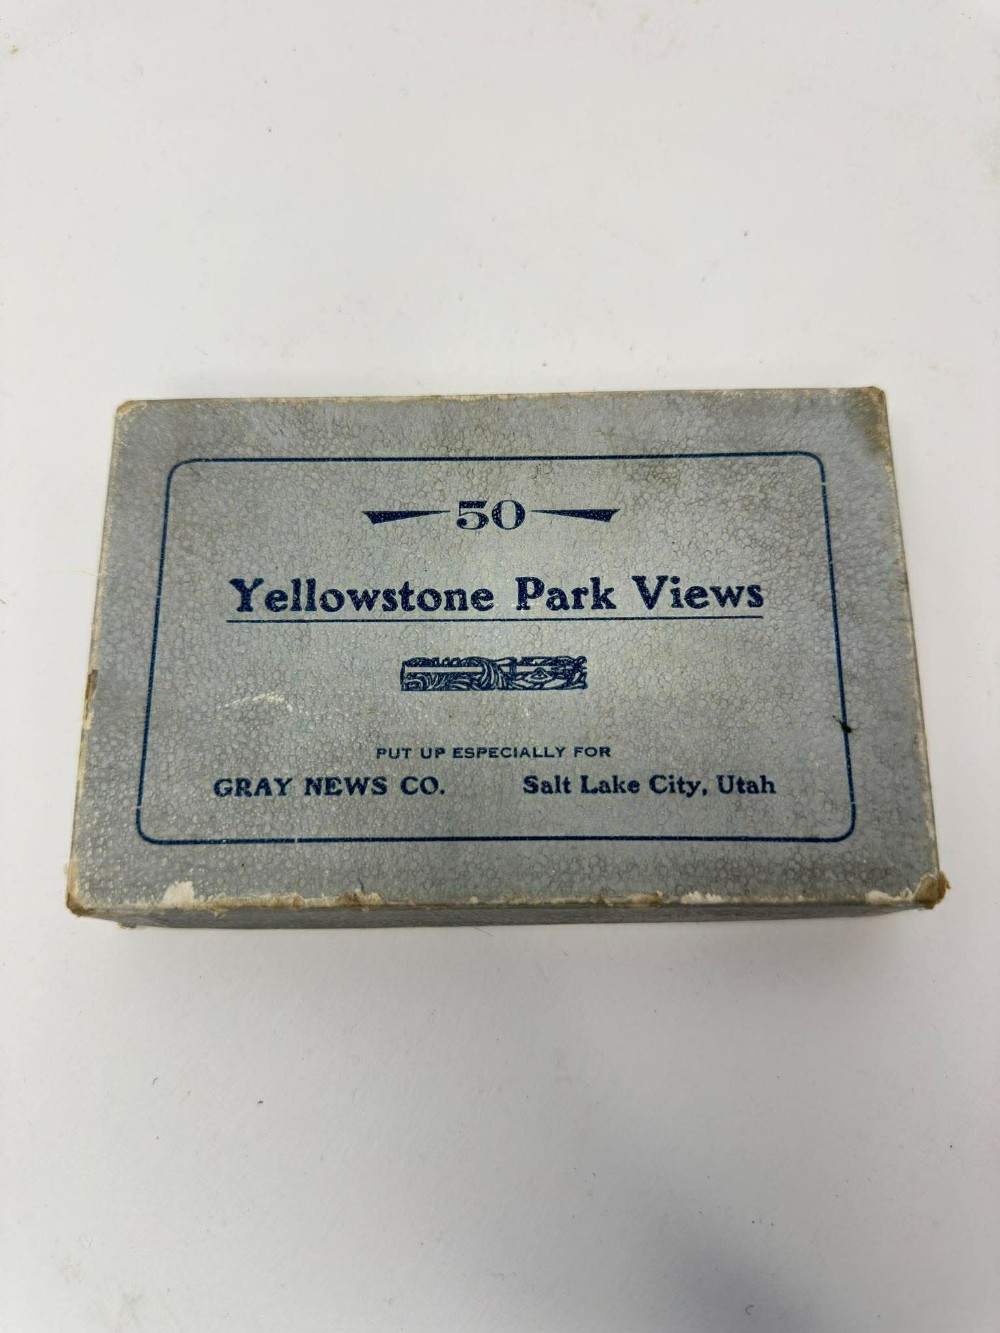 50
Yellowstone Park Views
PUT UP ESPECIALLY FOR
GRAY NEWS CO. Salt Lake City, Utah